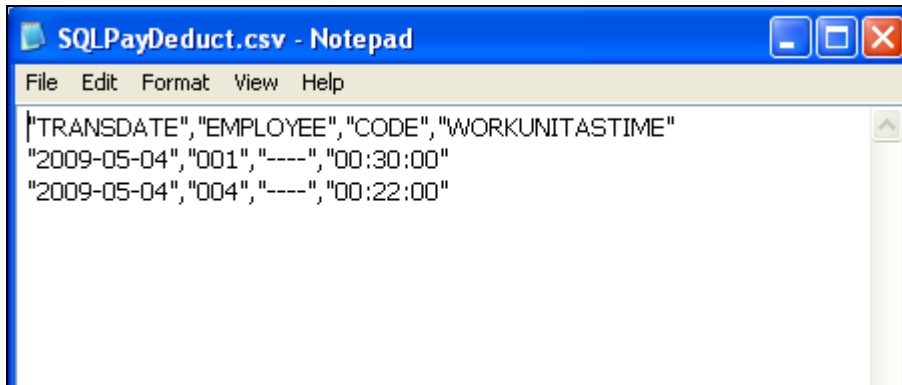 SQLPayDeduct.csv - Notepad
File Edit Format View Help
"TRANSDATE","EMPLOYEE","CODE","WORKUNITASTIME"
"2009-05-04","001","----","00:30:00"
"2009-05-04","004","----","00:22:00"